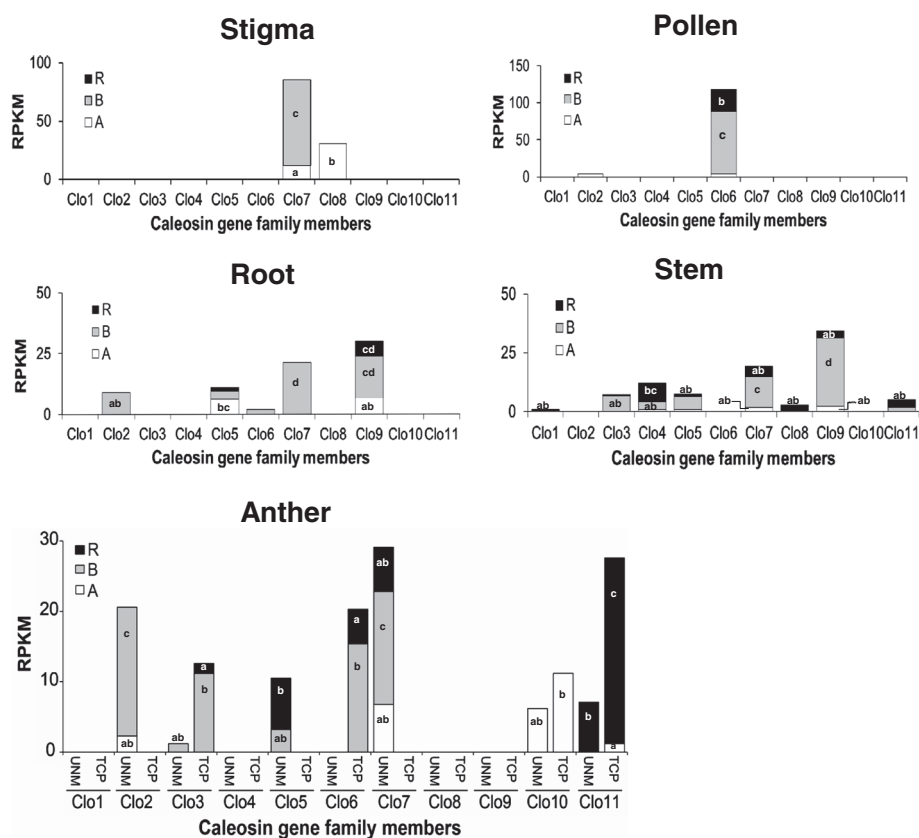 Stigma
100
50
0
RPKM
R
B
A
c
a
b
Clo1 Clo2 Clo3 Clo4 Clo5 Clo6 Clo7 Clo8 Clo9 Clo10 Clo11
Caleosin gene family members
Pollen
150
100
50
0
RPKM
R
B
A
b
c
Clo1 Clo2 Clo3 Clo4 Clo5 Clo6 Clo7 Clo8 Clo9 Clo10 Clo11
Caleosin gene family members
Root
50
25
0
RPKM
R
B
A
ab
bc
d
cd
cd
ab
Clo1 Clo2 Clo3 Clo4 Clo5 Clo6 Clo7 Clo8 Clo9 Clo10 Clo11
Caleosin gene family members
Stem
50
25
0
RPKM
R
B
A
ab
ab
bc
ab
ab
ab
ab
c
ab
ab
d
ab
ab
Clo1 Clo2 Clo3 Clo4 Clo5 Clo6 Clo7 Clo8 Clo9 Clo10 Clo11
Caleosin gene family members
Anther
30
20
10
0
RPKM
R
B
A
c
ab
ab
a
b
b
ab
a
b
ab
c
ab
ab
b
b
c
a
UNM TCP UNM TCP UNM TCP UNM TCP UNM TCP UNM TCP UNM TCP UNM TCP UNM TCP UNM TCP UNM TCP
Clo1 Clo2 Clo3 Clo4 Clo5 Clo6 Clo7 Clo8 Clo9 Clo10 Clo11
Caleosin gene family members